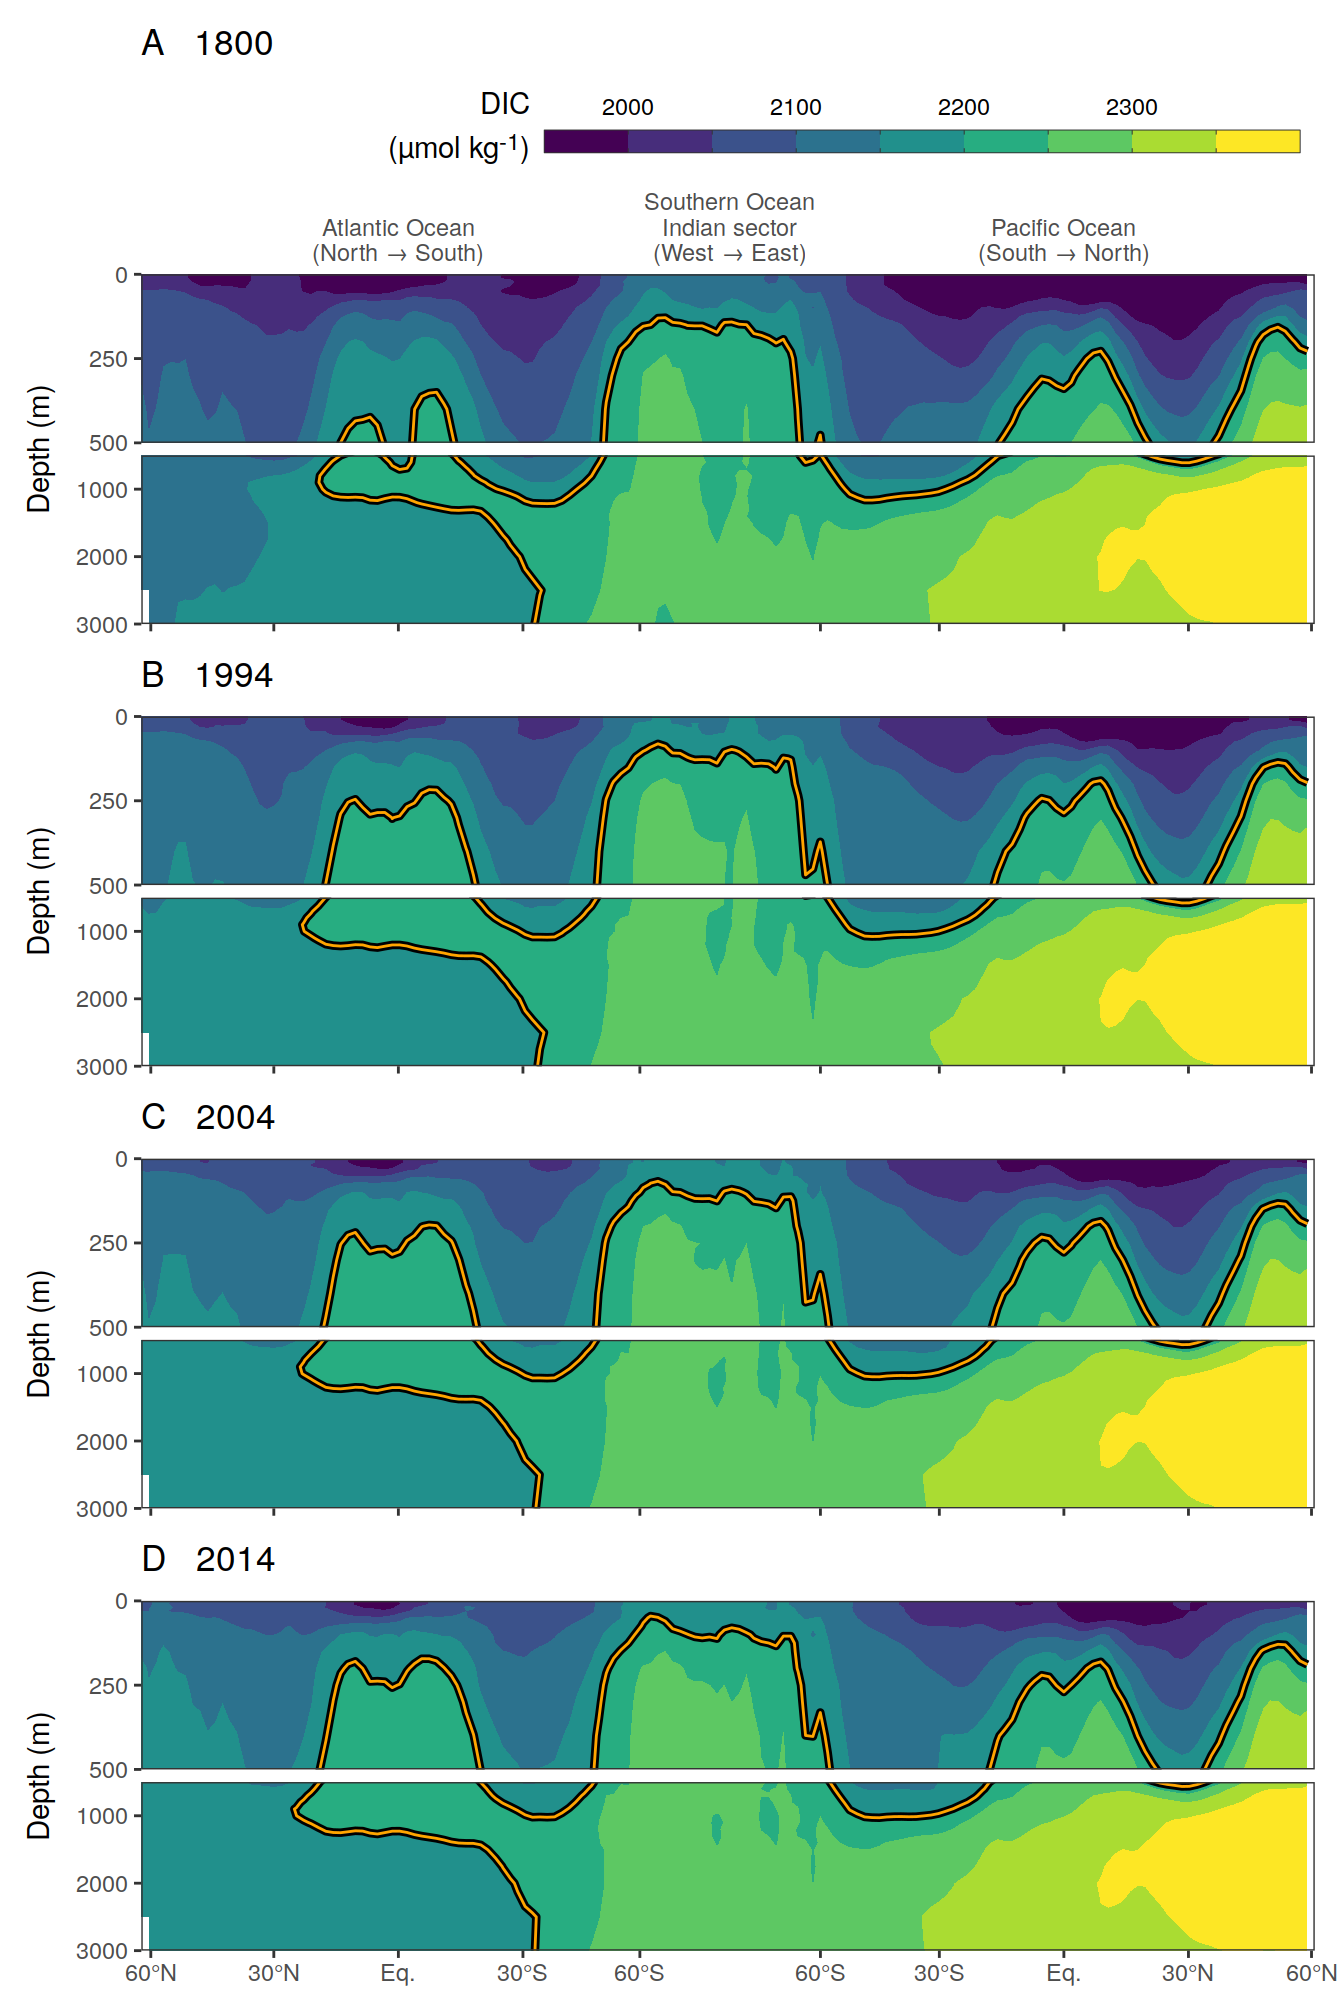 A 1800
DIC
(µmol kg-1)
2000 2100 2200 2300
Atlantic Ocean
(North → South)
Southern Ocean
Indian sector
(West → East)
Pacific Ocean
(South → North)
Depth (m)
0
250
500
1000
2000
3000
B 1994
Depth (m)
0
250
500
1000
2000
3000
C 2004
Depth (m)
0
250
500
1000
2000
3000
D 2014
Depth (m)
0
250
500
1000
2000
3000
60°N 30°N Eq. 30°S 60°S 60°S 30°S Eq. 30°N 60°N